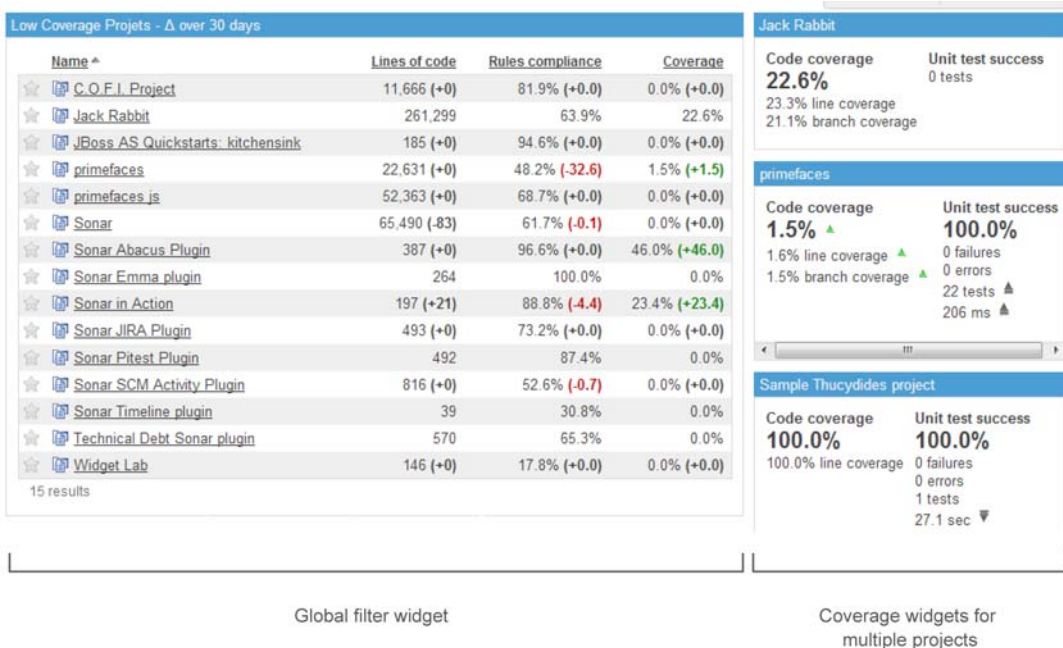 Low Coverage Projets - Δ over 30 days
Name Lines of code Rules compliance Coverage
C.O.F.I. Project 11,666 (+0) 81.9% (+0.0) 0.0% (+0.0)
Jack Rabbit 261,299 63.9% 22.6%
JBoss AS Quickstarts: kitchensink 185 (+0) 94.6% (+0.0) 0.0% (+0.0)
primefaces 22,631 (+0) 48.2% (-32.6) 1.5% (+1.5)
primefaces js 52,363 (+0) 68.7% (+0.0) 0.0% (+0.0)
Sonar 65,490 (-83) 61.7% (-0.1) 0.0% (+0.0)
Sonar Abacus Plugin 387 (+0) 96.6% (+0.0) 46.0% (+46.0)
Sonar Emma plugin 264 100.0% 0.0%
Sonar in Action 197 (+21) 88.8% (-4.4) 23.4% (+23.4)
Sonar JIRA Plugin 493 (+0) 73.2% (+0.0) 0.0% (+0.0)
Sonar Pitest Plugin 492 87.4% 0.0%
Sonar SCM Activity Plugin 816 (+0) 52.6% (-0.7) 0.0% (+0.0)
Sonar Timeline plugin 39 30.8% 0.0%
Technical Debt Sonar plugin 570 65.3% 0.0%
Widget Lab 146 (+0) 17.8% (+0.0) 0.0% (+0.0)
15 results
Jack Rabbit
Code coverage Unit test success
22.6% 0 tests
23.3% line coverage
21.1% branch coverage
primefaces
Code coverage Unit test success
1.5% 100.0%
1.6% line coverage 0 failures
1.5% branch coverage 0 errors
22 tests
206 ms
Sample Thucydides project
Code coverage Unit test success
100.0% 100.0%
100.0% line coverage 0 failures
0 errors
1 tests
27.1 sec
Global filter widget
Coverage widgets for
multiple projects